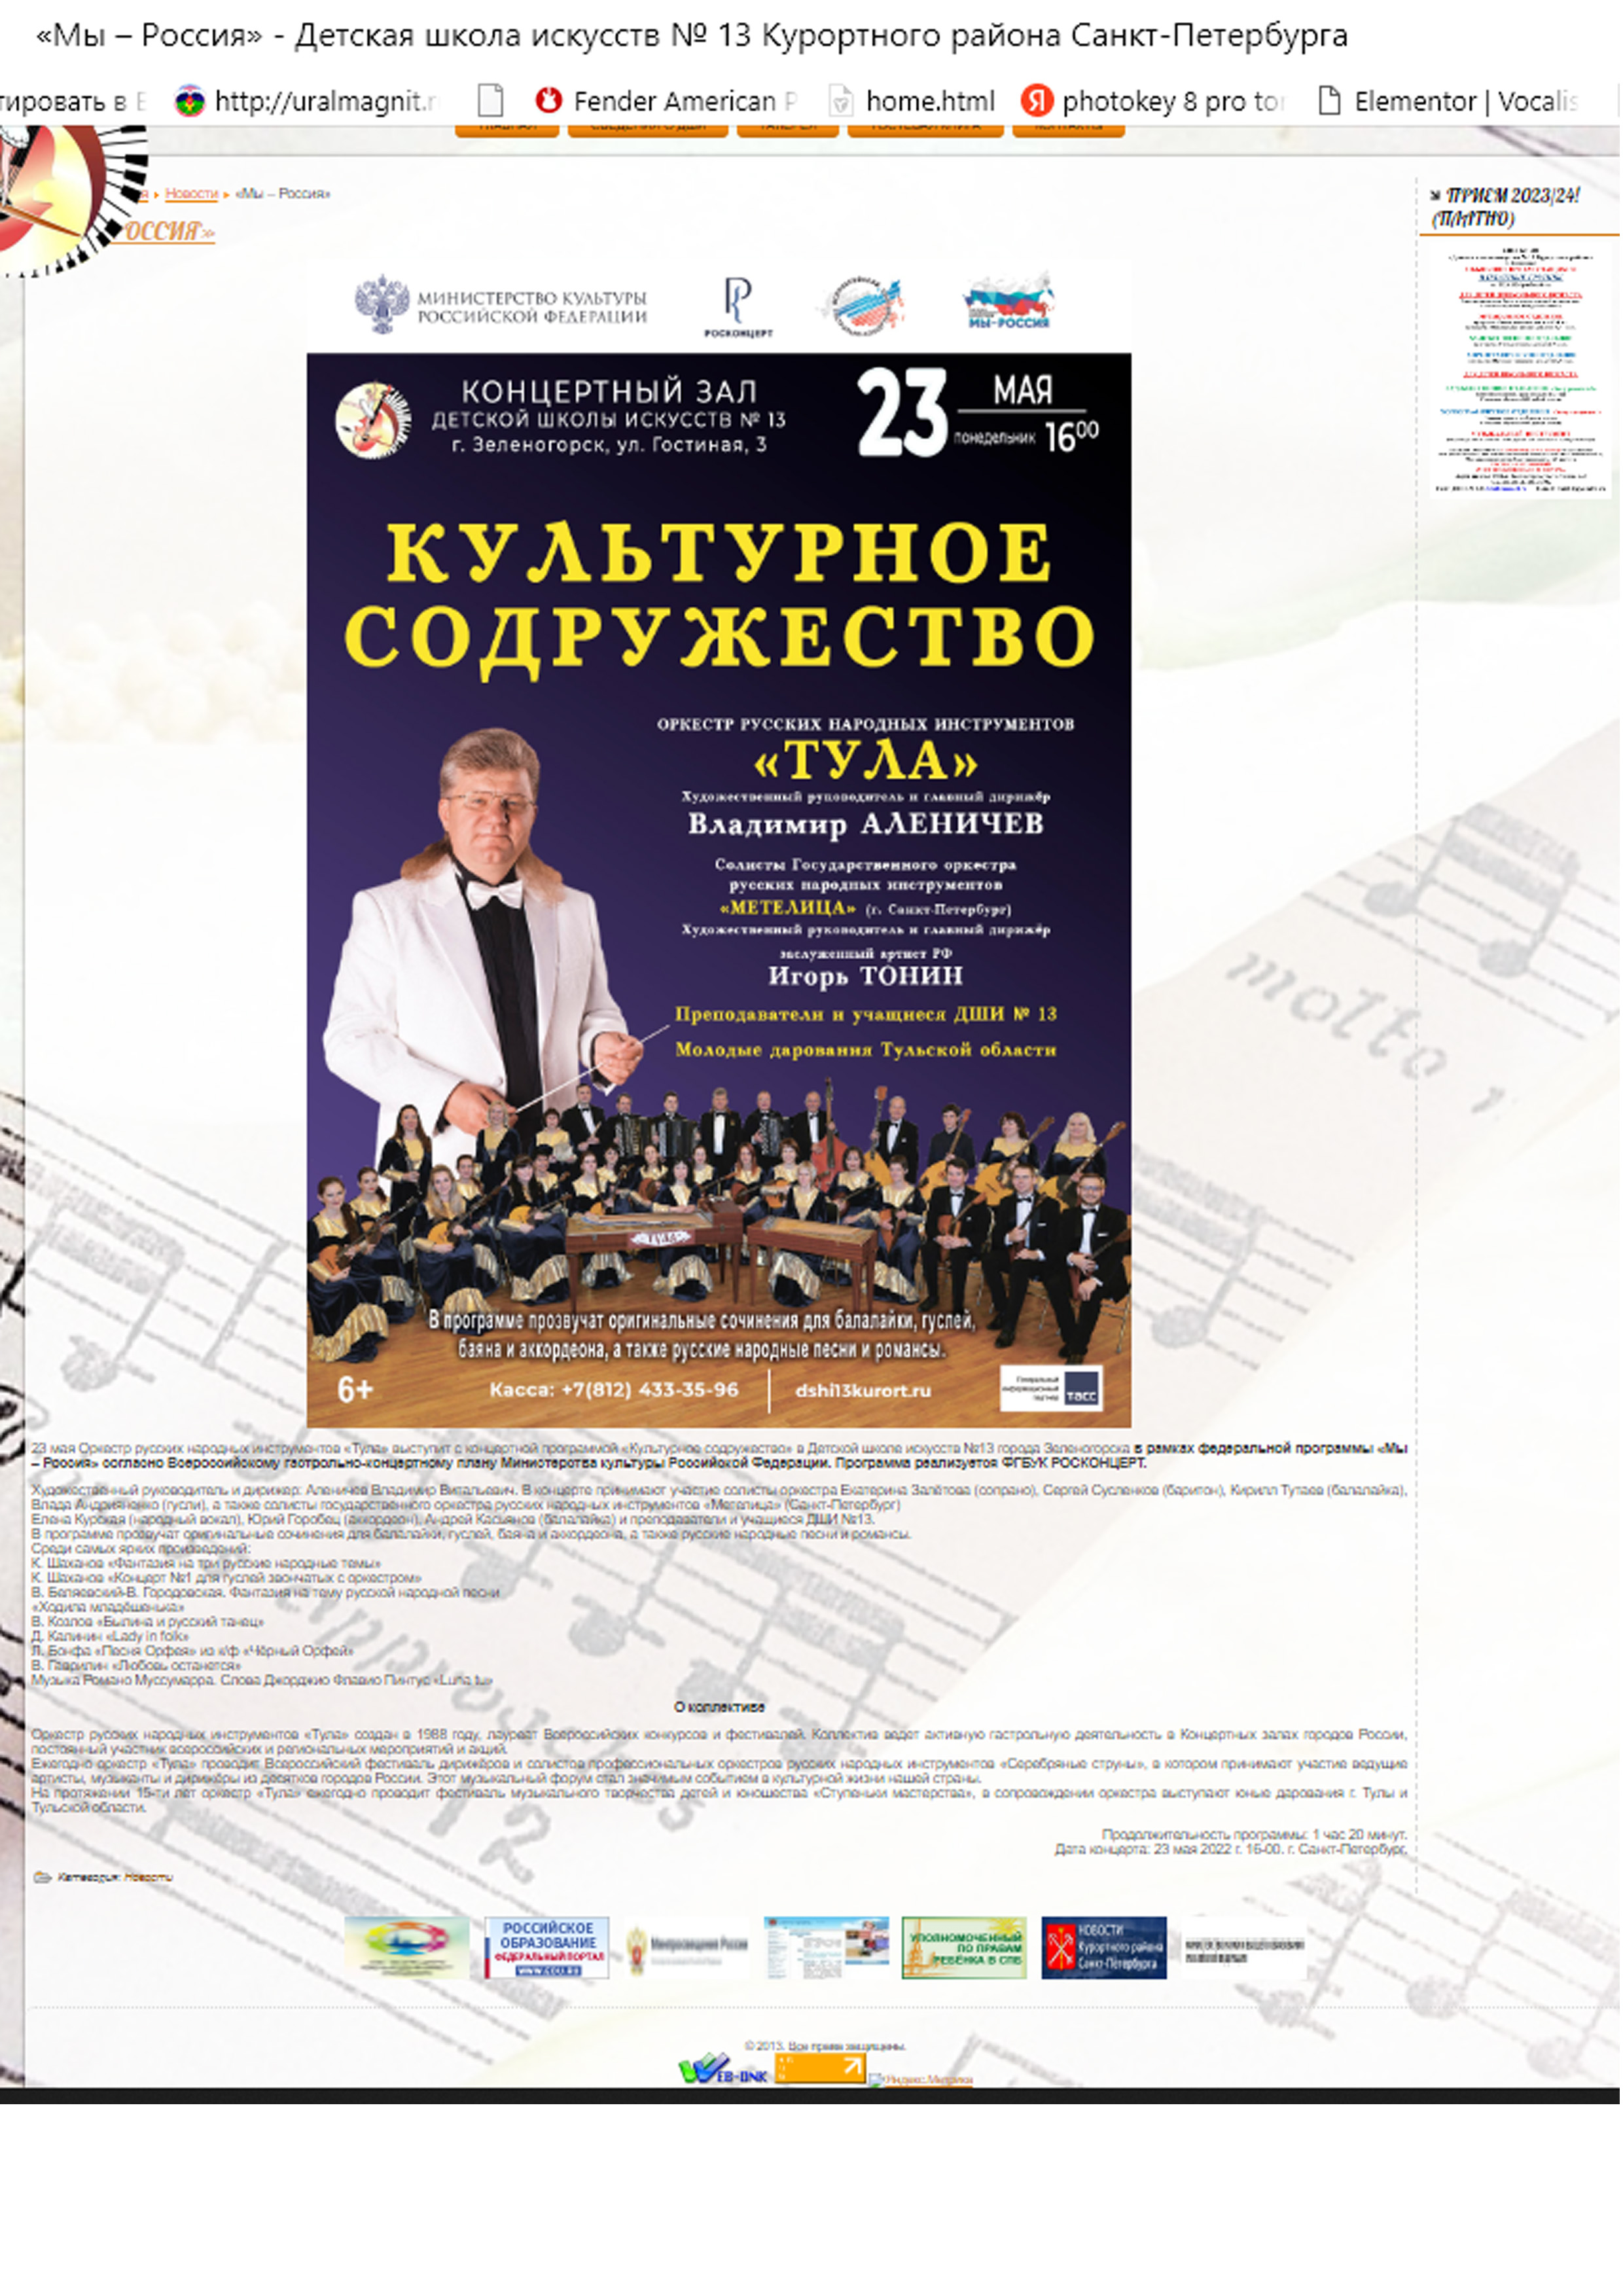 «Мы – Россия» - Детская школа искусств № 13 Курортного района Санкт-Петербурга
тировать в
http://uralmagnit.r
Fender American P
home.html
photokey 8 pro tor
Elementor | Vocalis
Новости ▸ «Мы – Россия»
ОССИЯ»
ПРИЕМ 2023/24!
(ПЛАТНО)
МИНИСТЕРСТВО КУЛЬТУРЫ
РОССИЙСКОЙ ФЕДЕРАЦИИ
РОСКОНЦЕРТ
МЫ-РОССИЯ
КОНЦЕРТНЫЙ ЗАЛ
ДЕТСКОЙ ШКОЛЫ ИСКУССТВ № 13
г. Зеленогорск, ул. Гостиная, 3
23 МАЯ
понедельник 16⁰⁰
КУЛЬТУРНОЕ
СОДРУЖЕСТВО
ОРКЕСТР РУССКИХ НАРОДНЫХ ИНСТРУМЕНТОВ
«ТУЛА»
Художественный руководитель и главный дирижёр
Владимир АЛЕНИЧЕВ
Солисты Государственного оркестра
русских народных инструментов
«МЕТЕЛИЦА» (г. Санкт-Петербург)
Художественный руководитель и главный дирижёр
заслуженный артист РФ
Игорь ТОНИН
Преподаватели и учащиеся ДШИ № 13
Молодые дарования Тульской области
ТУЛА
В программе прозвучат оригинальные сочинения для балалайки, гуслей,
баяна и аккордеона, а также русские народные песни и романсы.
6+
Касса: +7(812) 433-35-96
dshi13kurort.ru
Генеральный
информационный
партнер
ТАСС
23 мая Оркестр русских народных инструментов «Тула» выступит с концертной программой «Культурное содружество» в Детской школе искусств №13 города Зеленогорска в рамках федеральной программы «Мы
– Россия» согласно Всероссийскому гастрольно-концертному плану Министерства культуры Российской Федерации. Программа реализуется ФГБУК РОСКОНЦЕРТ.
Художественный руководитель и дирижер: Аленичев Владимир Витальевич. В концерте принимают участие солисты оркестра Екатерина Залётова (сопрано), Сергей Сусленков (баритон), Кирилл Тутаев (балалайка),
Влада Андрияненко (гусли), а также солисты государственного оркестра русских народных инструментов «Метелица» (Санкт-Петербург)
Елена Курская (народный вокал), Юрий Горобец (аккордеон), Андрей Касьянов (балалайка) и преподаватели и учащиеся ДШИ №13.
В программе прозвучат оригинальные сочинения для балалайки, гуслей, баяна и аккордеона, а также русские народные песни и романсы.
Среди самых ярких произведений:
К. Шаханов «Фантазия на три русские народные темы»
К. Шаханов «Концерт №1 для гуслей звончатых с оркестром»
В. Беляевский-В. Городовская. Фантазия на тему русской народной песни
«Ходила младёшенька»
В. Козлов «Былина и русский танец»
Д. Калинин «Lady in folk»
Л. Бонфа «Песня Орфея» из к/ф «Чёрный Орфей»
В. Гаврилин «Любовь останется»
Музыка Романо Муссумарра. Слова Джорджио Флавио Пинтус «Luna tu»
О коллективе
Оркестр русских народных инструментов «Тула» создан в 1988 году, лауреат Всероссийских конкурсов и фестивалей. Коллектив ведет активную гастрольную деятельность в Концертных залах городов России,
постоянный участник всероссийских и региональных мероприятий и акций.
Ежегодно оркестр «Тула» проводит Всероссийский фестиваль дирижёров и солистов профессиональных оркестров русских народных инструментов «Серебряные струны», в котором принимают участие ведущие
артисты, музыканты и дирижёры из десятков городов России. Этот музыкальный форум стал значимым событием в культурной жизни нашей страны.
На протяжении 15-ти лет оркестр «Тула» ежегодно проводит фестиваль музыкального творчества детей и юношества «Ступеньки мастерства», в сопровождении оркестра выступают юные дарования г. Тулы и
Тульской области.
Продолжительность программы: 1 час 20 минут.
Дата концерта: 23 мая 2022 г. 16-00. г. Санкт-Петербург.
Категория: Новости
РОССИЙСКОЕ
ОБРАЗОВАНИЕ
ФЕДЕРАЛЬНЫЙ ПОРТАЛ
WWW.EDU.RU
Минпросвещения России
УПОЛНОМОЧЕННЫЙ
ПО ПРАВАМ
РЕБЁНКА В СПБ
НОВОСТИ
Курортного района
Санкт-Петербурга
© 2013. Все права защищены.
WEB-LINK
Яндекс.Метрика
molto